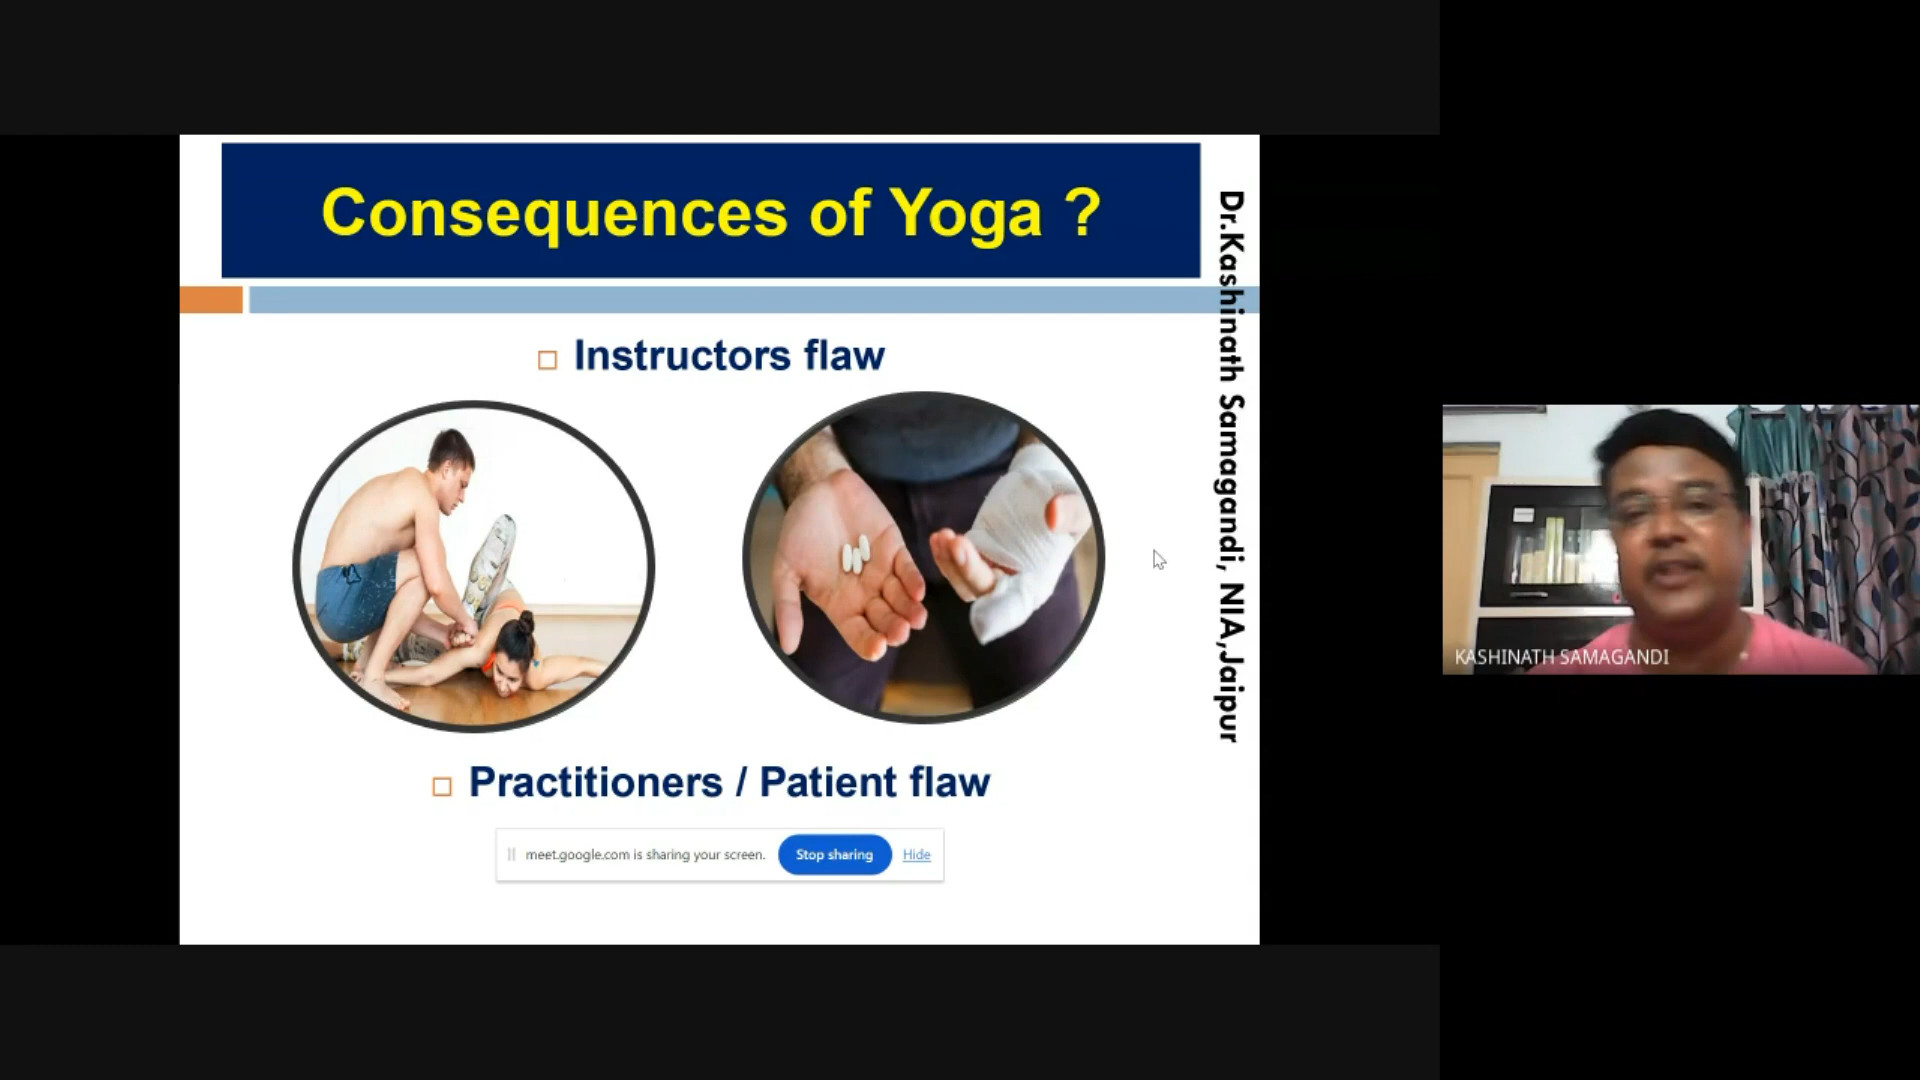 Consequences of Yoga ?
Instructors flaw
Practitioners / Patient flaw
meet.google.com is sharing your screen. Stop sharing Hide
Dr.Kashinath Samagandi, NIA,Jaipur
KASHINATH SAMAGANDI